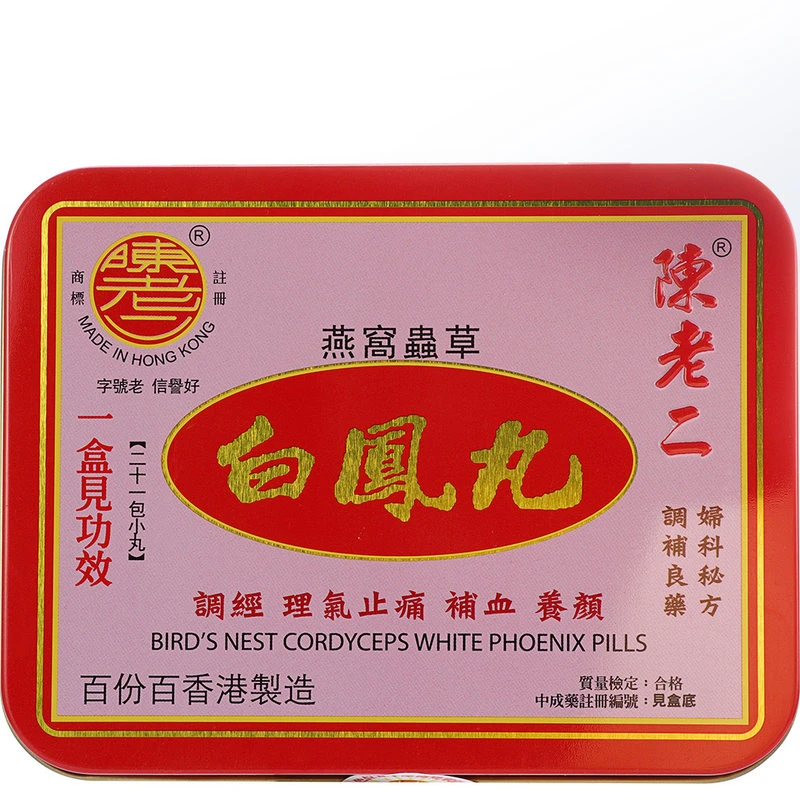 陳老二
®
商標
註冊
MADE IN HONG KONG
字號老 信譽好
一盒見功效
【二十一包小丸】
燕窩蟲草
白鳳丸
調經 理氣止痛 補血 養顏
BIRD'S NEST CORDYCEPS WHITE PHOENIX PILLS
陳老二
®
婦科秘方
調補良藥
百份百香港製造
質量檢定：合格
中成藥註冊編號：見盒底